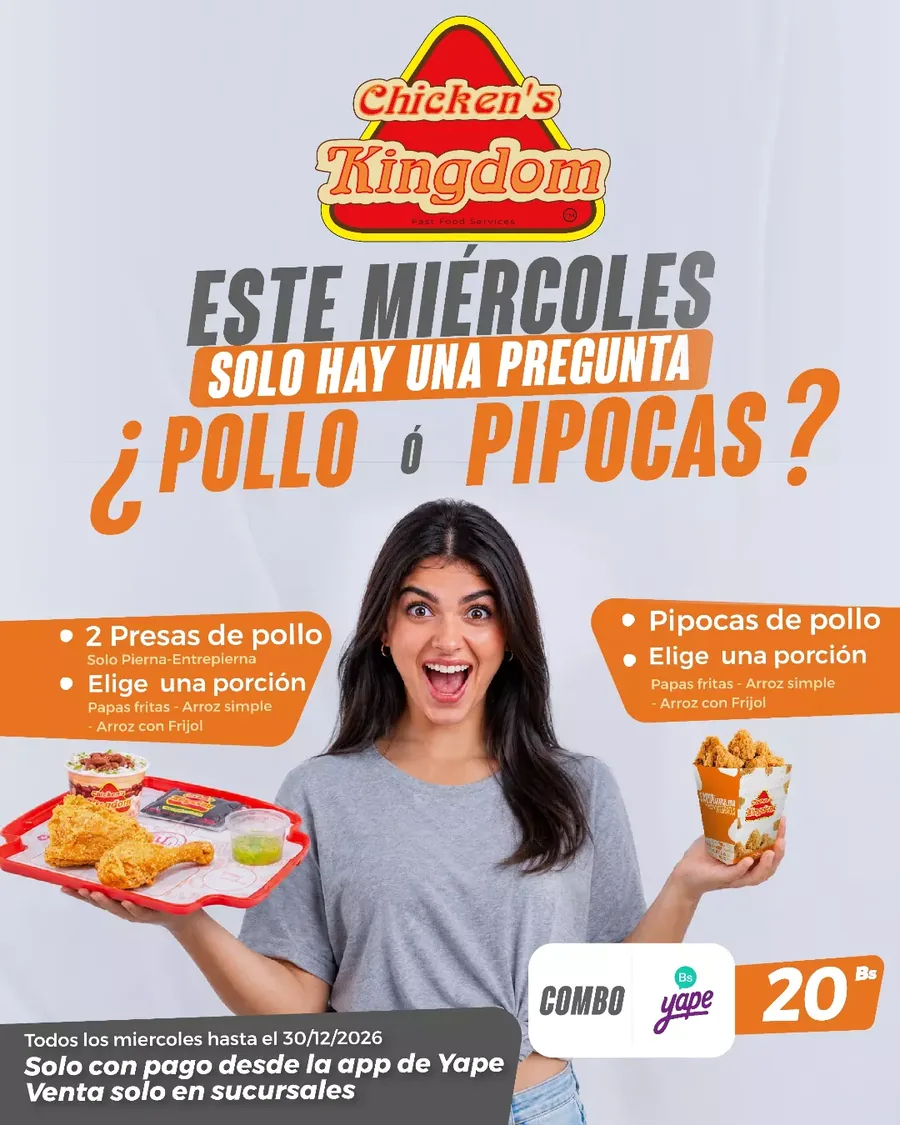 Chicken's
Kingdom
Fast Food Services
ESTE MIÉRCOLES
SOLO HAY UNA PREGUNTA
¿POLLO ó PIPOCAS?
• 2 Presas de pollo
Solo Pierna-Entrepierna
• Elige una porción
Papas fritas - Arroz simple
- Arroz con Frijol
• Pipocas de pollo
• Elige una porción
Papas fritas - Arroz simple
- Arroz con Frijol
Chicken's
Kingdom
Kingdom
COMBO
Bs
yape
20 Bs
Todos los miercoles hasta el 30/12/2026
Solo con pago desde la app de Yape
Venta solo en sucursales